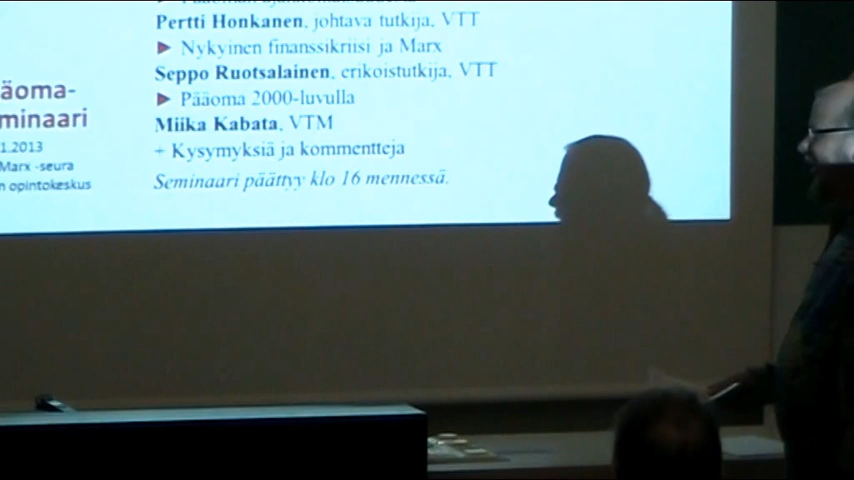 Pertti Honkanen, johtava tutkija, VTT
Nykyinen finanssikriisi ja Marx
Seppo Ruotsalainen, erikoistutkija, VTT
Pääoma 2000-luvulla
Miika Kabata, VTM
+ Kysymyksiä ja kommentteja
Seminaari päättyy klo 16 mennessä.
äoma-
minaari
1.2013
Marx -seura
n opintokeskus